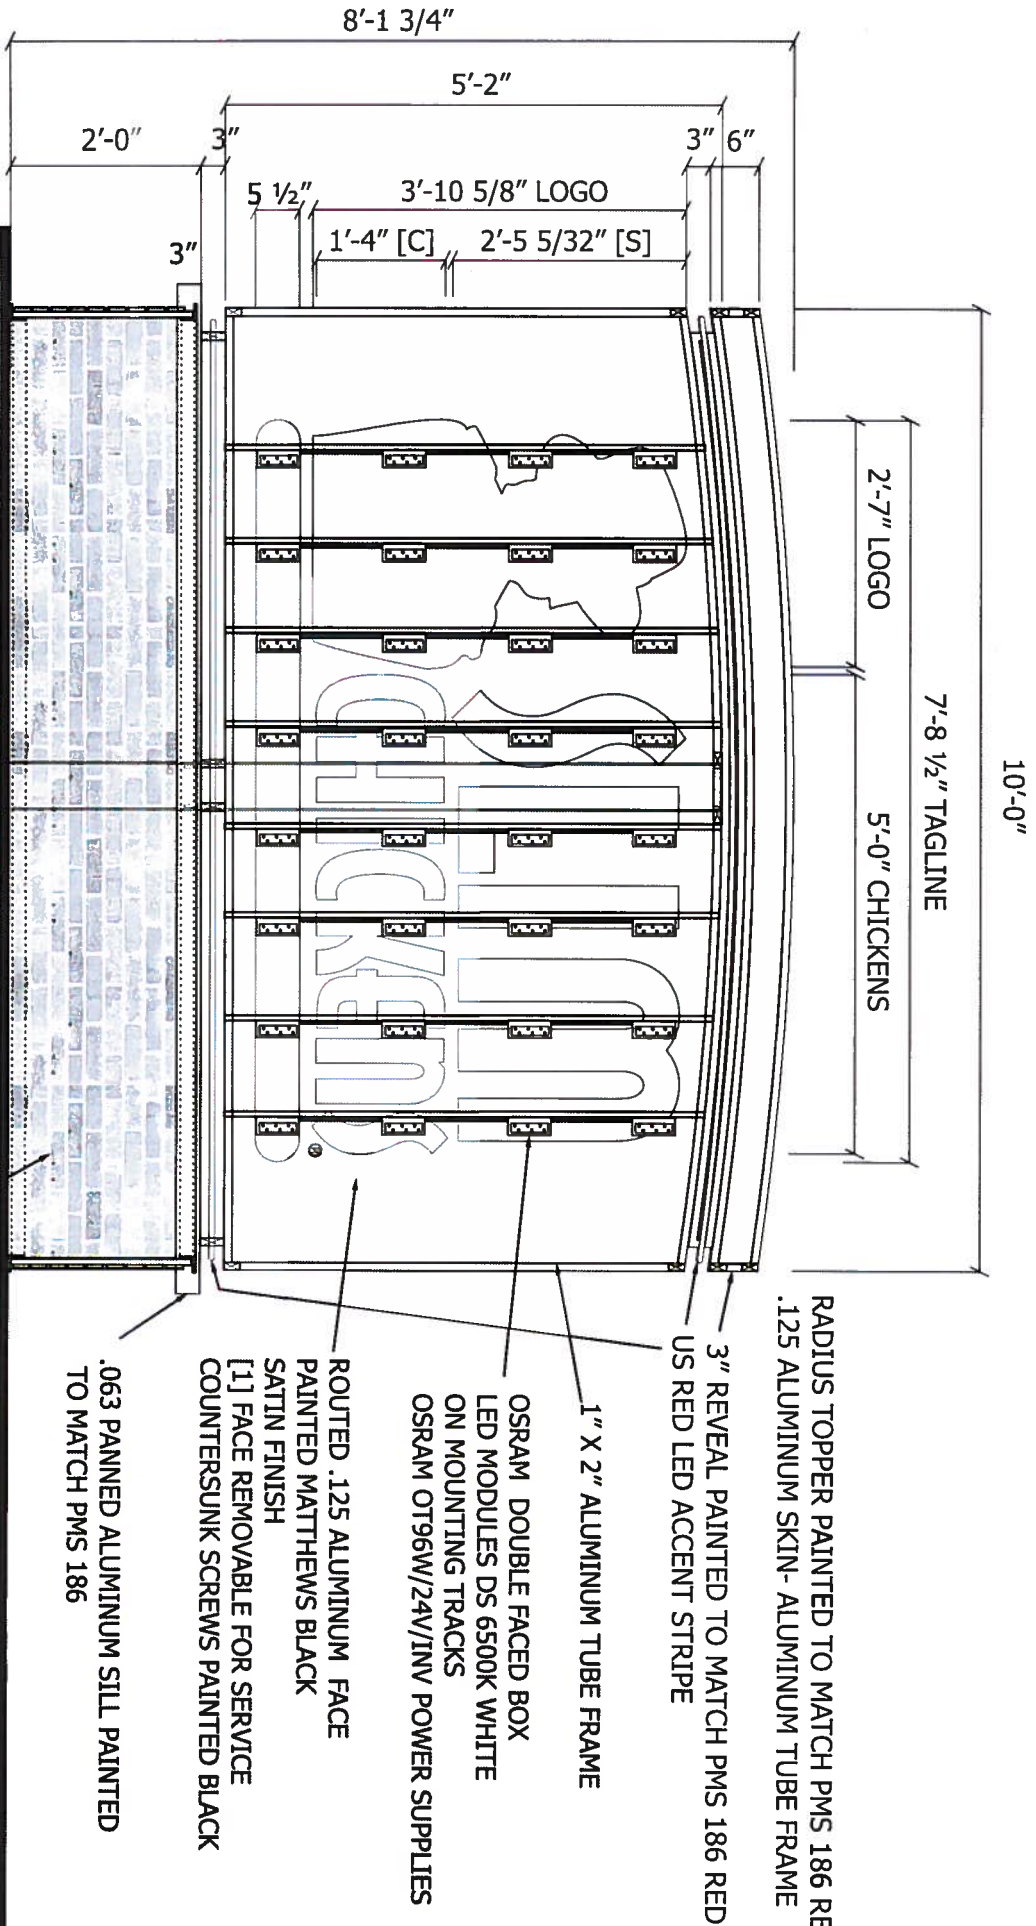 10'-0"
7'-8 ½" TAGLINE
2'-7" LOGO
5'-0" CHICKENS
8'-1 3/4"
5'-2"
6"
3"
3"
2'-0"
3'-10 5/8" LOGO
5 ½"
2'-5 5/32" [S]
1'-4" [C]
3"
CHICKEN
®
RADIUS TOPPER PAINTED TO MATCH PMS 186
.125 ALUMINUM SKIN- ALUMINUM TUBE FRAME
3" REVEAL PAINTED TO MATCH PMS 186 RED
US RED LED ACCENT STRIPE
1" X 2" ALUMINUM TUBE FRAME
OSRAM DOUBLE FACED BOX
LED MODULES DS 6500K WHITE
ON MOUNTING TRACKS
OSRAM OT96W/24V/INV POWER SUPPLIES
ROUTED .125 ALUMINUM FACE
PAINTED MATTHEWS BLACK
SATIN FINISH
[1] FACE REMOVABLE FOR SERVICE
COUNTERSUNK SCREWS PAINTED BLACK
.063 PANNED ALUMINUM SILL PAINTED
TO MATCH PMS 186